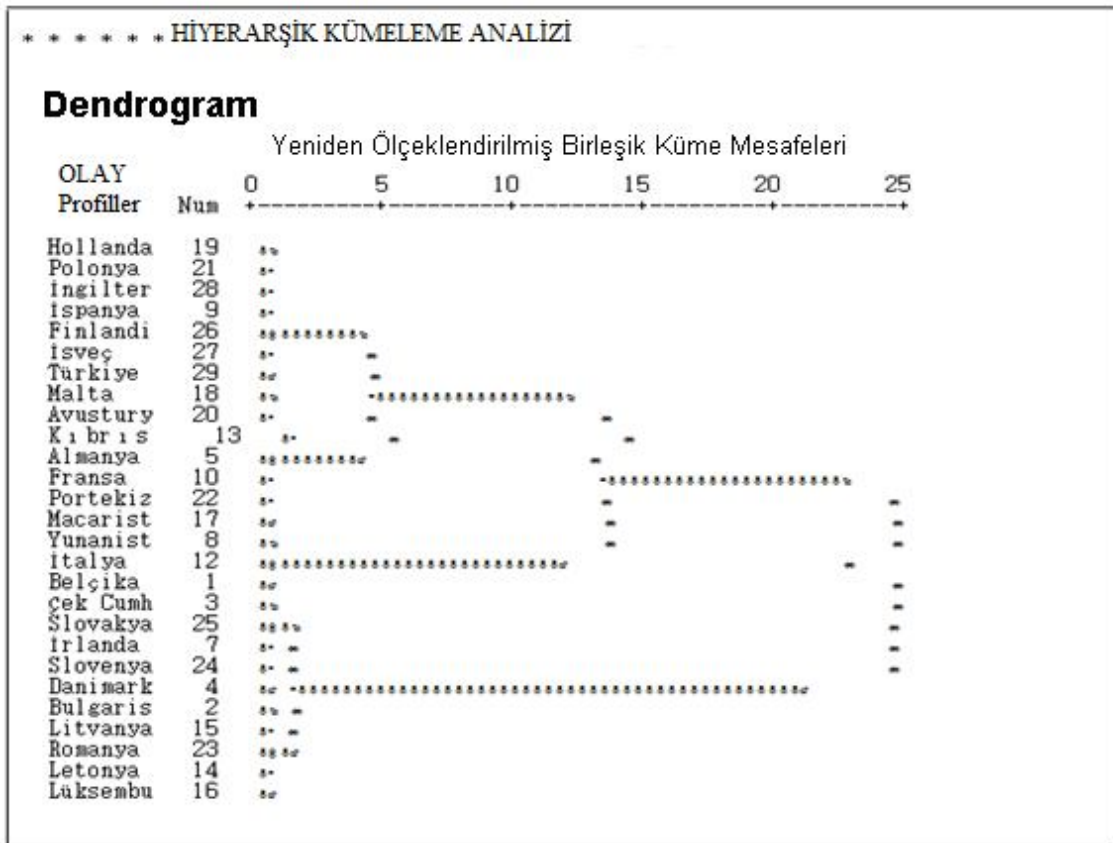 * * * * * * HİYERARŞİK KÜMELEME ANALİZİ
Dendrogram
Yeniden Ölçeklendirilmiş Birleşik Küme Mesafeleri
OLAY 0 5 10 15 20 25
Profiller Num +---------+---------+---------+---------+---------+
Hollanda 19
Polonya 21
İngilter 28
İspanya 9
Finlandi 26
İsveç 27
Türkiye 29
Malta 18
Avustury 20
Kıbrıs 13
Almanya 5
Fransa 10
Portekiz 22
Macarist 17
Yunanist 8
İtalya 12
Belçika 1
çek Cumh 3
Slovakya 25
İrlanda 7
Slovenya 24
Danimark 4
Bulgaris 2
Litvanya 15
Romanya 23
Letonya 14
Lüksembu 16